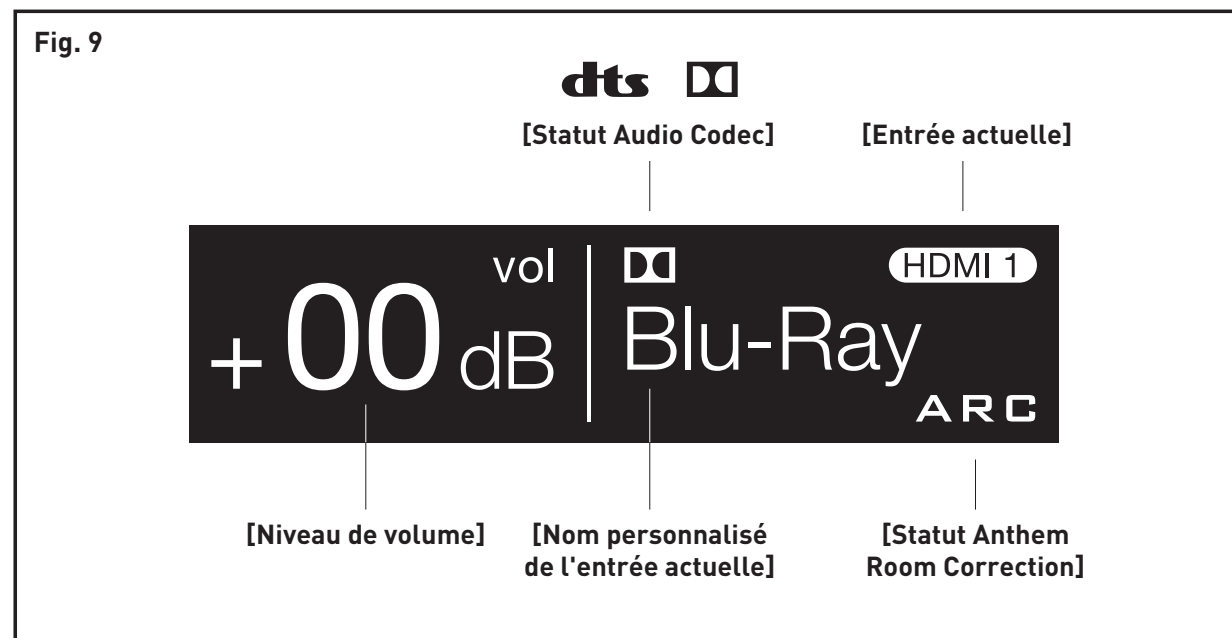 Fig. 9
dts
[Statut Audio Codec] [Entrée actuelle]
vol
HDMI 1
+00 dB
Blu-Ray
ARC
[Niveau de volume]
[Nom personnalisé
de l'entrée actuelle]
[Statut Anthem
Room Correction]